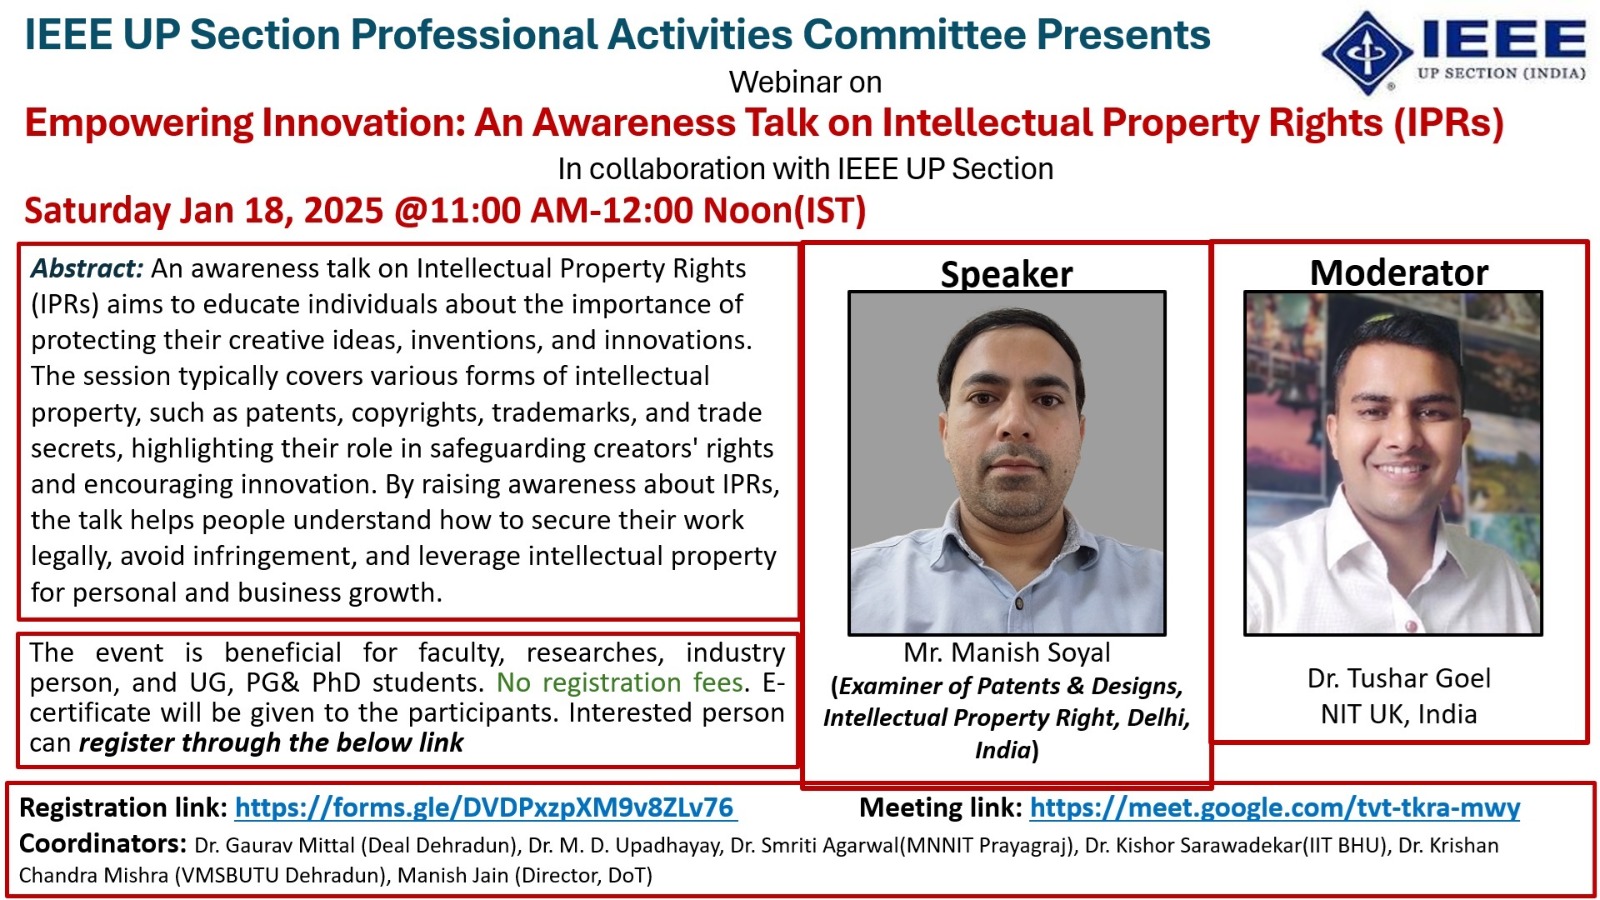 IEEE UP Section Professional Activities Committee Presents
IEEE
UP SECTION (INDIA)
Webinar on
Empowering Innovation: An Awareness Talk on Intellectual Property Rights (IPRs)
In collaboration with IEEE UP Section
Saturday Jan 18, 2025 @11:00 AM-12:00 Noon(IST)
Abstract: An awareness talk on Intellectual Property Rights
(IPRs) aims to educate individuals about the importance of
protecting their creative ideas, inventions, and innovations.
The session typically covers various forms of intellectual
property, such as patents, copyrights, trademarks, and trade
secrets, highlighting their role in safeguarding creators' rights
and encouraging innovation. By raising awareness about IPRs,
the talk helps people understand how to secure their work
legally, avoid infringement, and leverage intellectual property
for personal and business growth.
The event is beneficial for faculty, researches, industry
person, and UG, PG& PhD students. No registration fees. E-
certificate will be given to the participants. Interested person
can register through the below link
Speaker
Mr. Manish Soyal
(Examiner of Patents & Designs,
Intellectual Property Right, Delhi,
India)
Moderator
Dr. Tushar Goel
NIT UK, India
Registration link: https://forms.gle/DVDPxzpXM9v8ZLv76
Meeting link: https://meet.google.com/tvt-tkra-mwy
Coordinators: Dr. Gaurav Mittal (Deal Dehradun), Dr. M. D. Upadhayay, Dr. Smriti Agarwal(MNNIT Prayagraj), Dr. Kishor Sarawadekar(IIT BHU), Dr. Krishan
Chandra Mishra (VMSBUTU Dehradun), Manish Jain (Director, DoT)